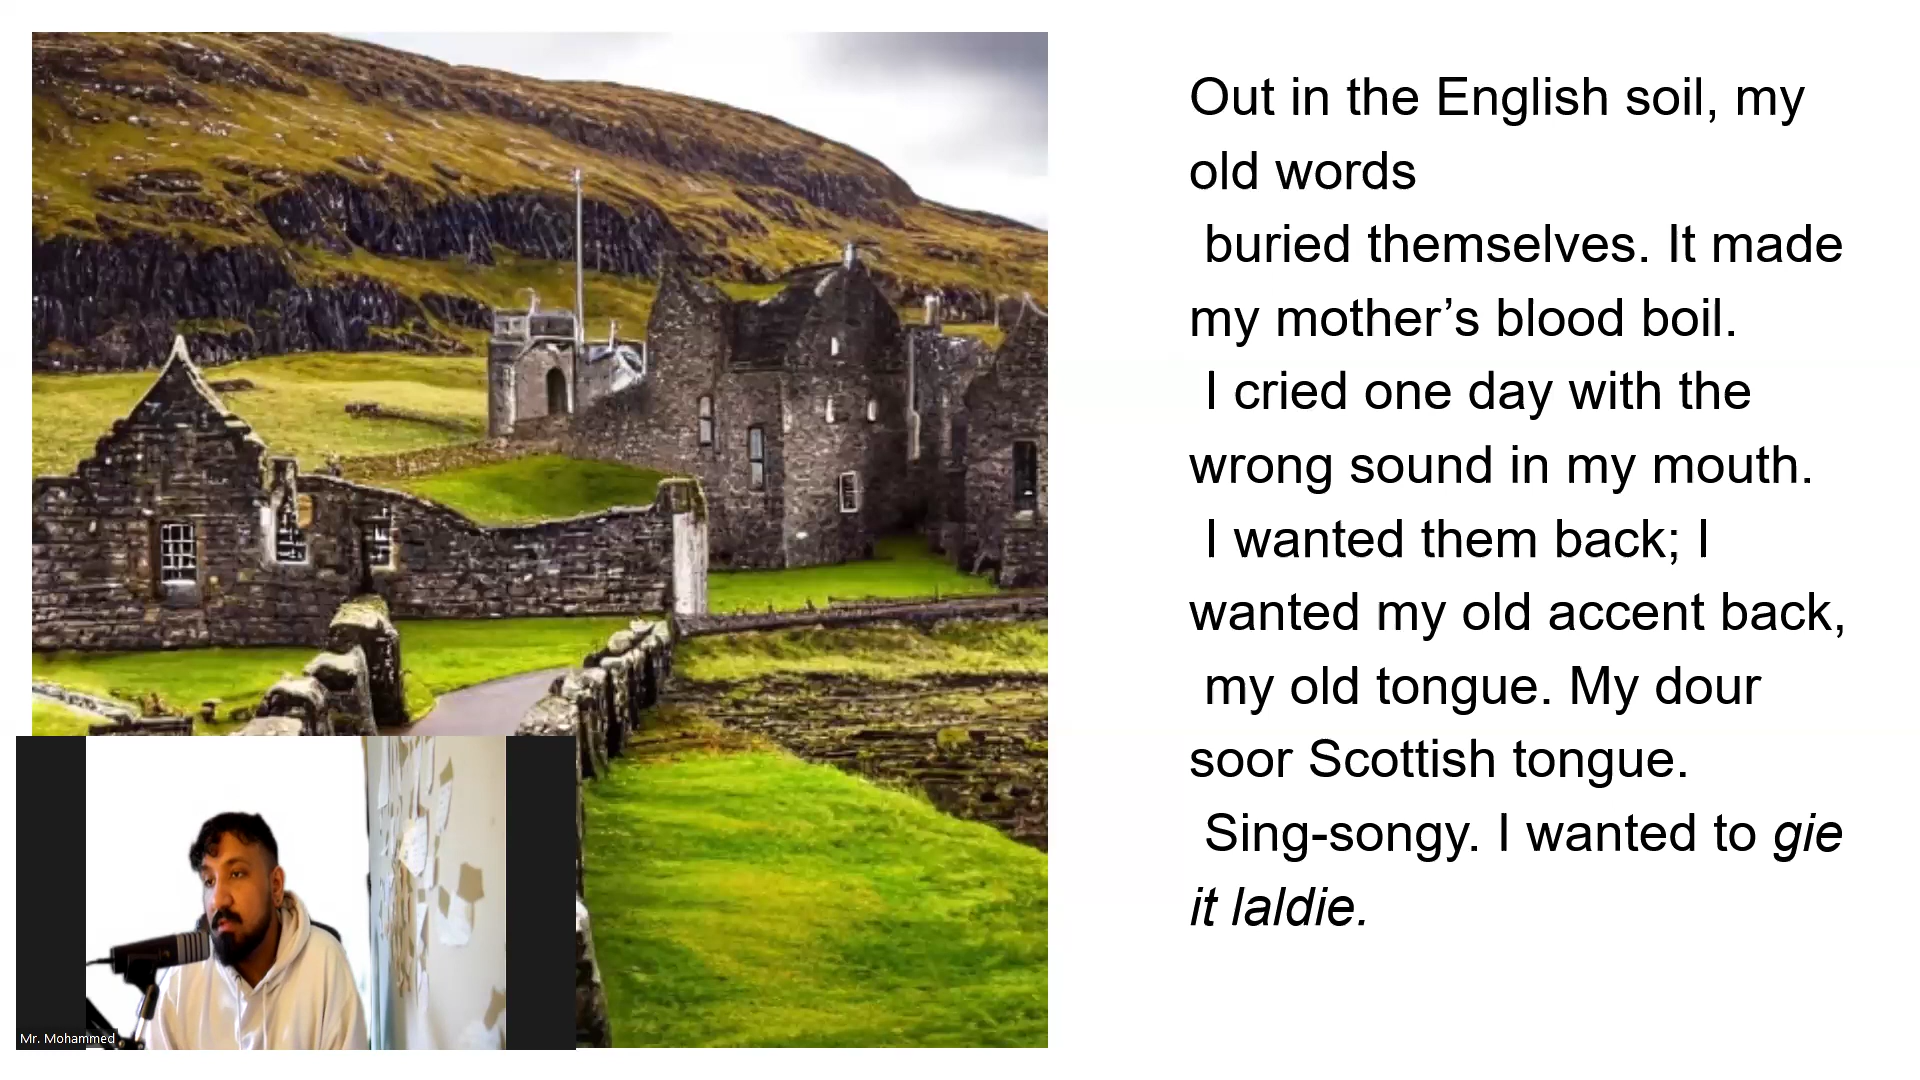 Out in the English soil, my
old words
buried themselves. It made
my mother’s blood boil.
I cried one day with the
wrong sound in my mouth.
I wanted them back; I
wanted my old accent back,
my old tongue. My dour
soor Scottish tongue.
Sing-songy. I wanted to gie
it laldie.
Mr. Mohammed